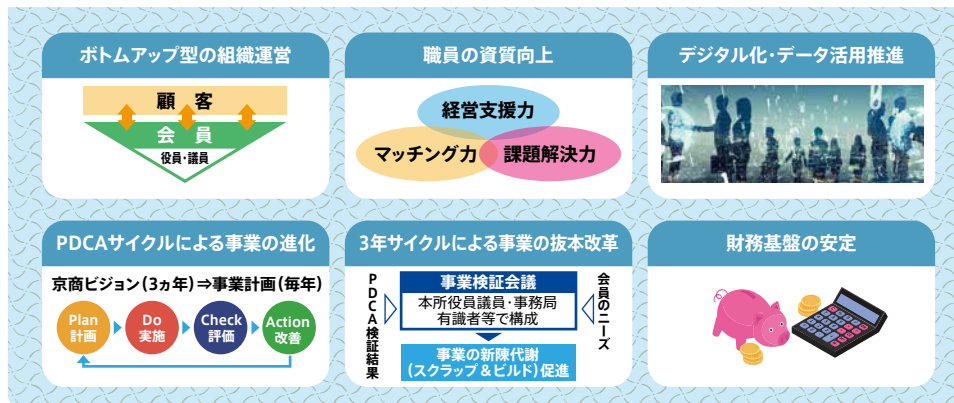 ボトムアップ型の組織運営
顧 客
会 員
役員・議員
職員の資質向上
経営支援力
マッチング力
課題解決力
デジタル化・データ活用推進
PDCAサイクルによる事業の進化
京商ビジョン(3ヵ年)⇒事業計画(毎年)
Plan
計画
Do
実施
Check
評価
Action
改善
3年サイクルによる事業の抜本改革
PDCA検証結果
事業検証会議
本所役員議員・事務局
有識者等で構成
事業の新陳代謝
(スクラップ&ビルド)促進
会員のニーズ
財務基盤の安定